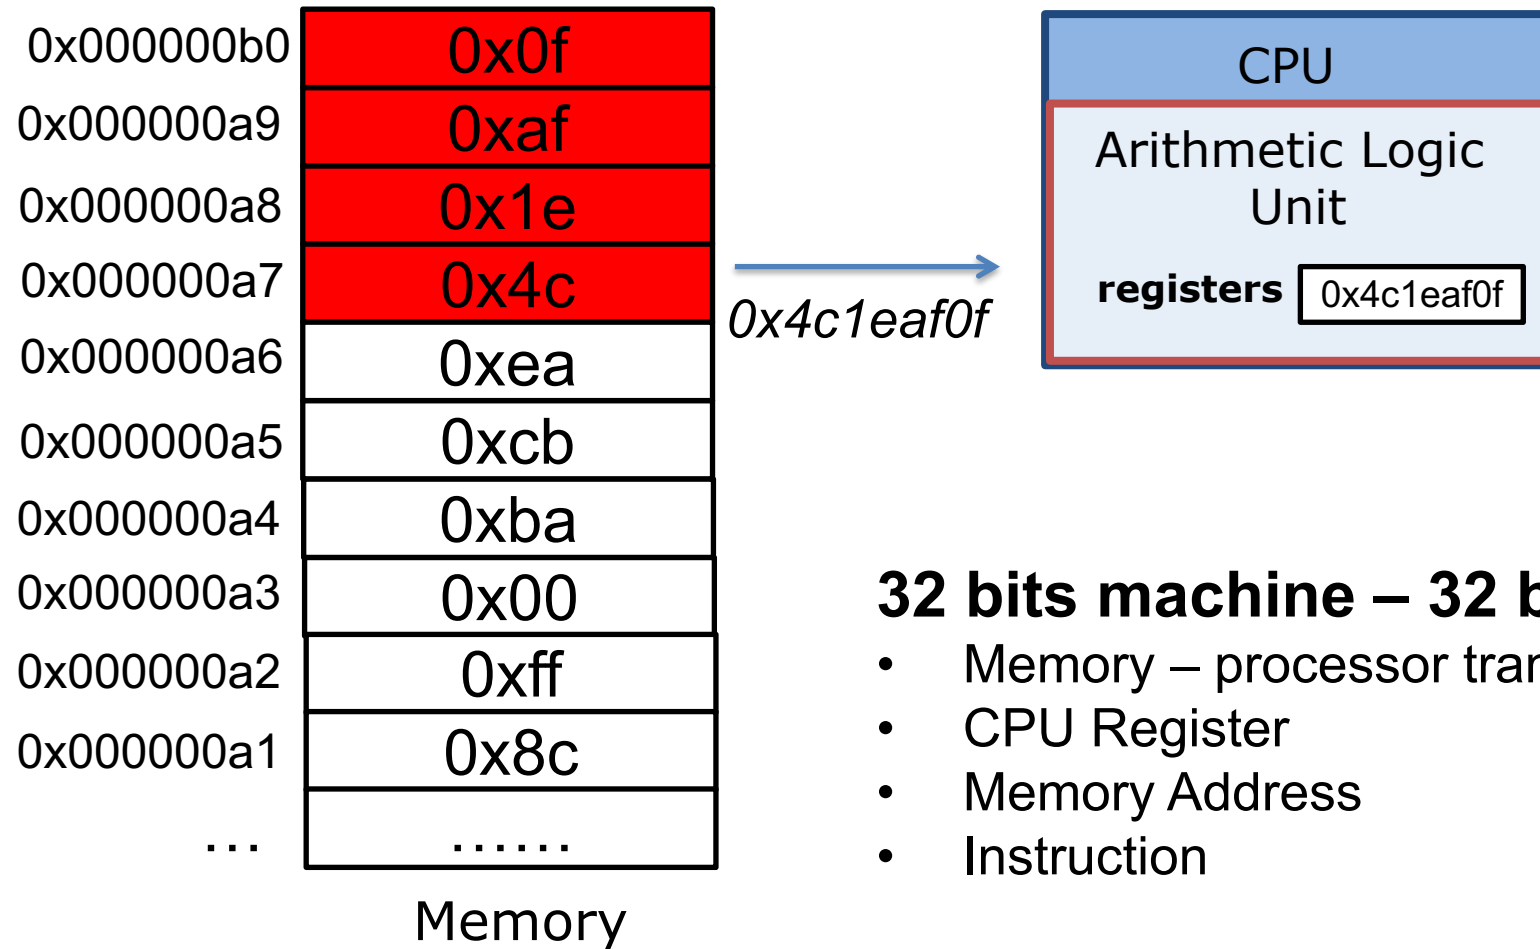 0x000000b0 0x0f
0x000000a9 0xaf
0x000000a8 0x1e
0x000000a7 0x4c
0x000000a6 0xea
0x000000a5 0xcb
0x000000a4 0xba
0x000000a3 0x00
0x000000a2 0xff
0x000000a1 0x8c
... ......
Memory
0x4c1eaf0f
CPU
Arithmetic Logic
Unit
registers 0x4c1eaf0f
32 bits machine – 32
• Memory – processor
• CPU Register
• Memory Address
• Instruction